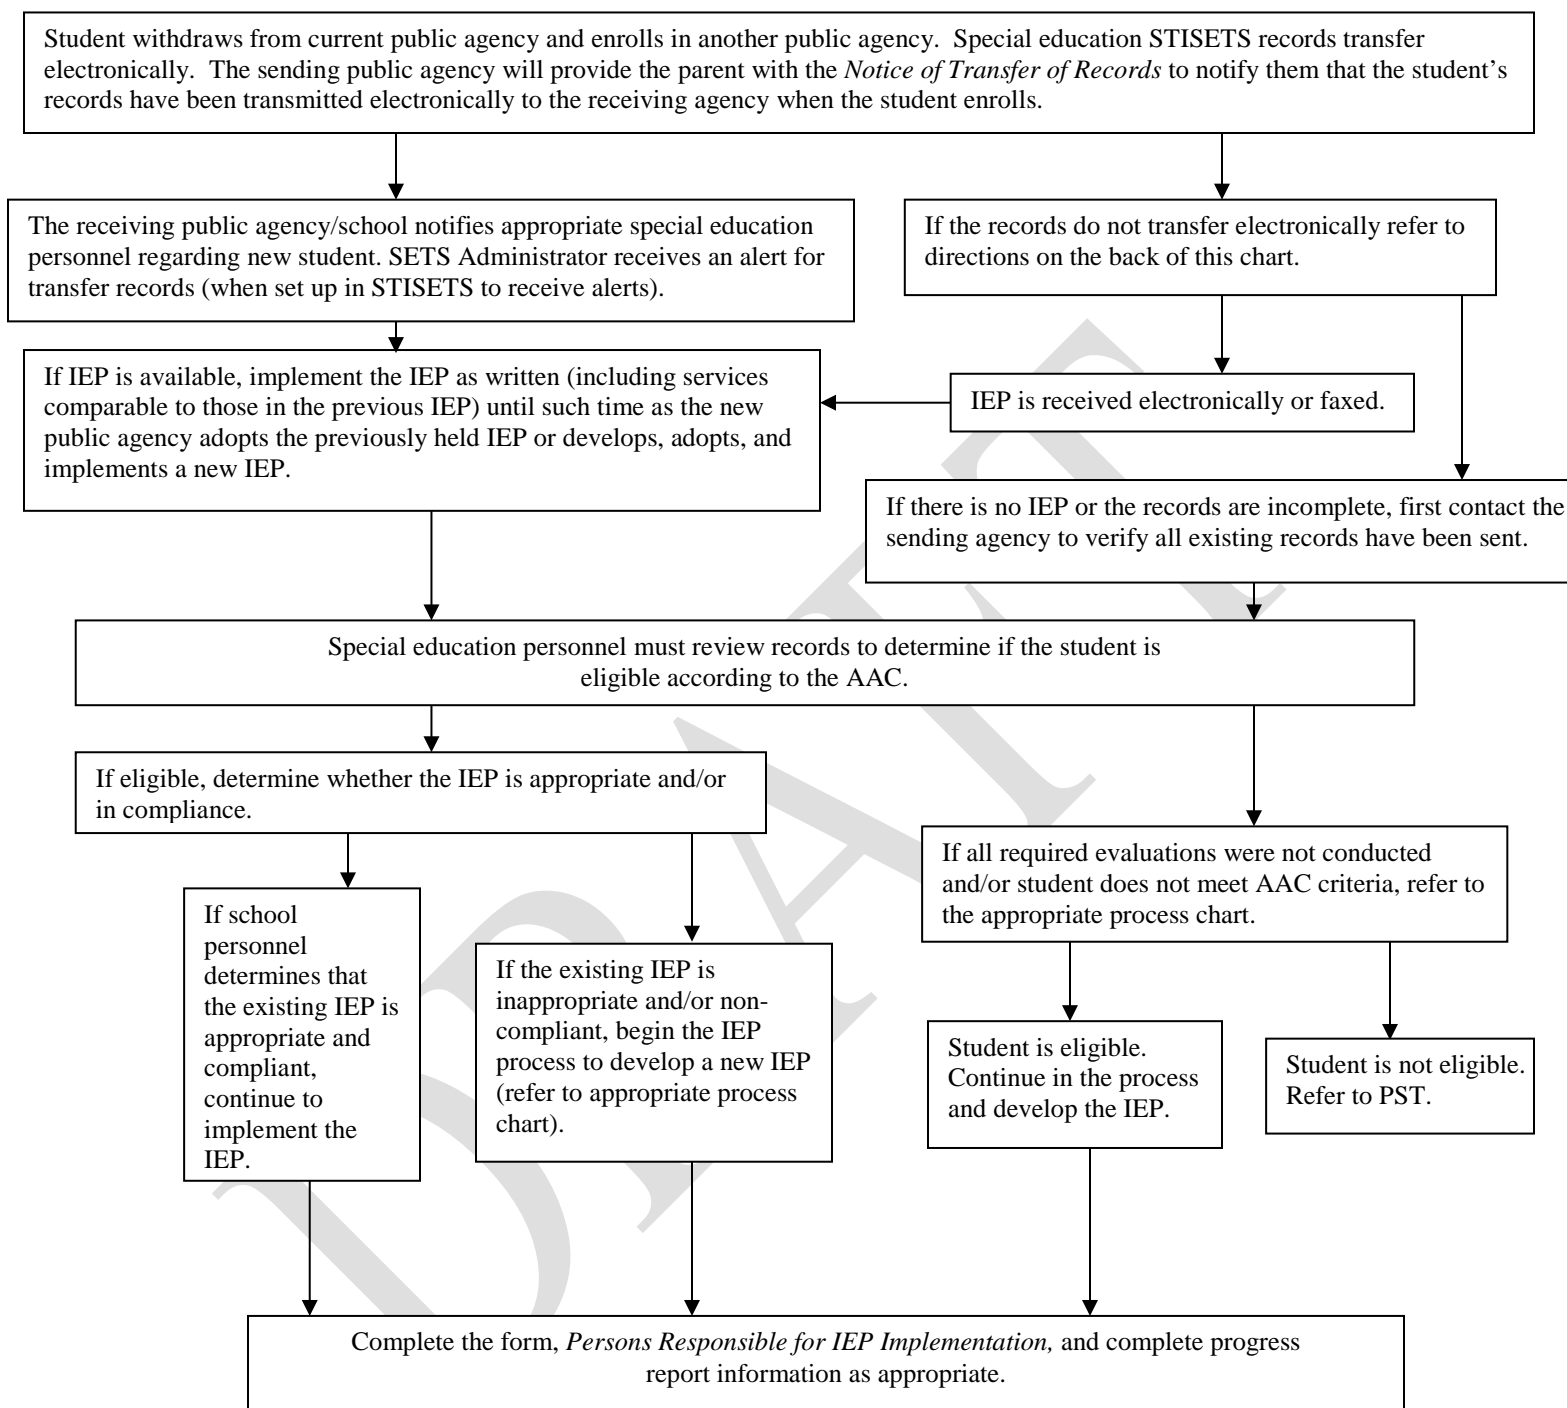 Student withdraws from current public agency and enrolls in another public agency.  Special education STISETS records transfer
electronically.  The sending public agency will provide the parent with the Notice of Transfer of Records to notify them that the student’s
records have been transmitted electronically to the receiving agency when the student enrolls.
The receiving public agency/school notifies appropriate special education
personnel regarding new student. SETS Administrator receives an alert for
transfer records (when set up in STISETS to receive alerts).
If the records do not transfer electronically refer to
directions on the back of this chart.
If IEP is available, implement the IEP as written (including services
comparable to those in the previous IEP) until such time as the new
public agency adopts the previously held IEP or develops, adopts, and
implements a new IEP.
IEP is received electronically or faxed.
If there is no IEP or the records are incomplete, first contact the
sending agency to verify all existing records have been sent.
Special education personnel must review records to determine if the student is
eligible according to the AAC.
If eligible, determine whether the IEP is appropriate and/or
in compliance.
If all required evaluations were not conducted
and/or student does not meet AAC criteria, refer to
the appropriate process chart.
If school
personnel
determines that
the existing IEP is
appropriate and
compliant,
continue to
implement the
IEP.
If the existing IEP is
inappropriate and/or non-
compliant, begin the IEP
process to develop a new IEP
(refer to appropriate process
chart).
Student is eligible.
Continue in the process
and develop the IEP.
Student is not eligible.
Refer to PST.
Complete the form, Persons Responsible for IEP Implementation, and complete progress
report information as appropriate.
DRAFT